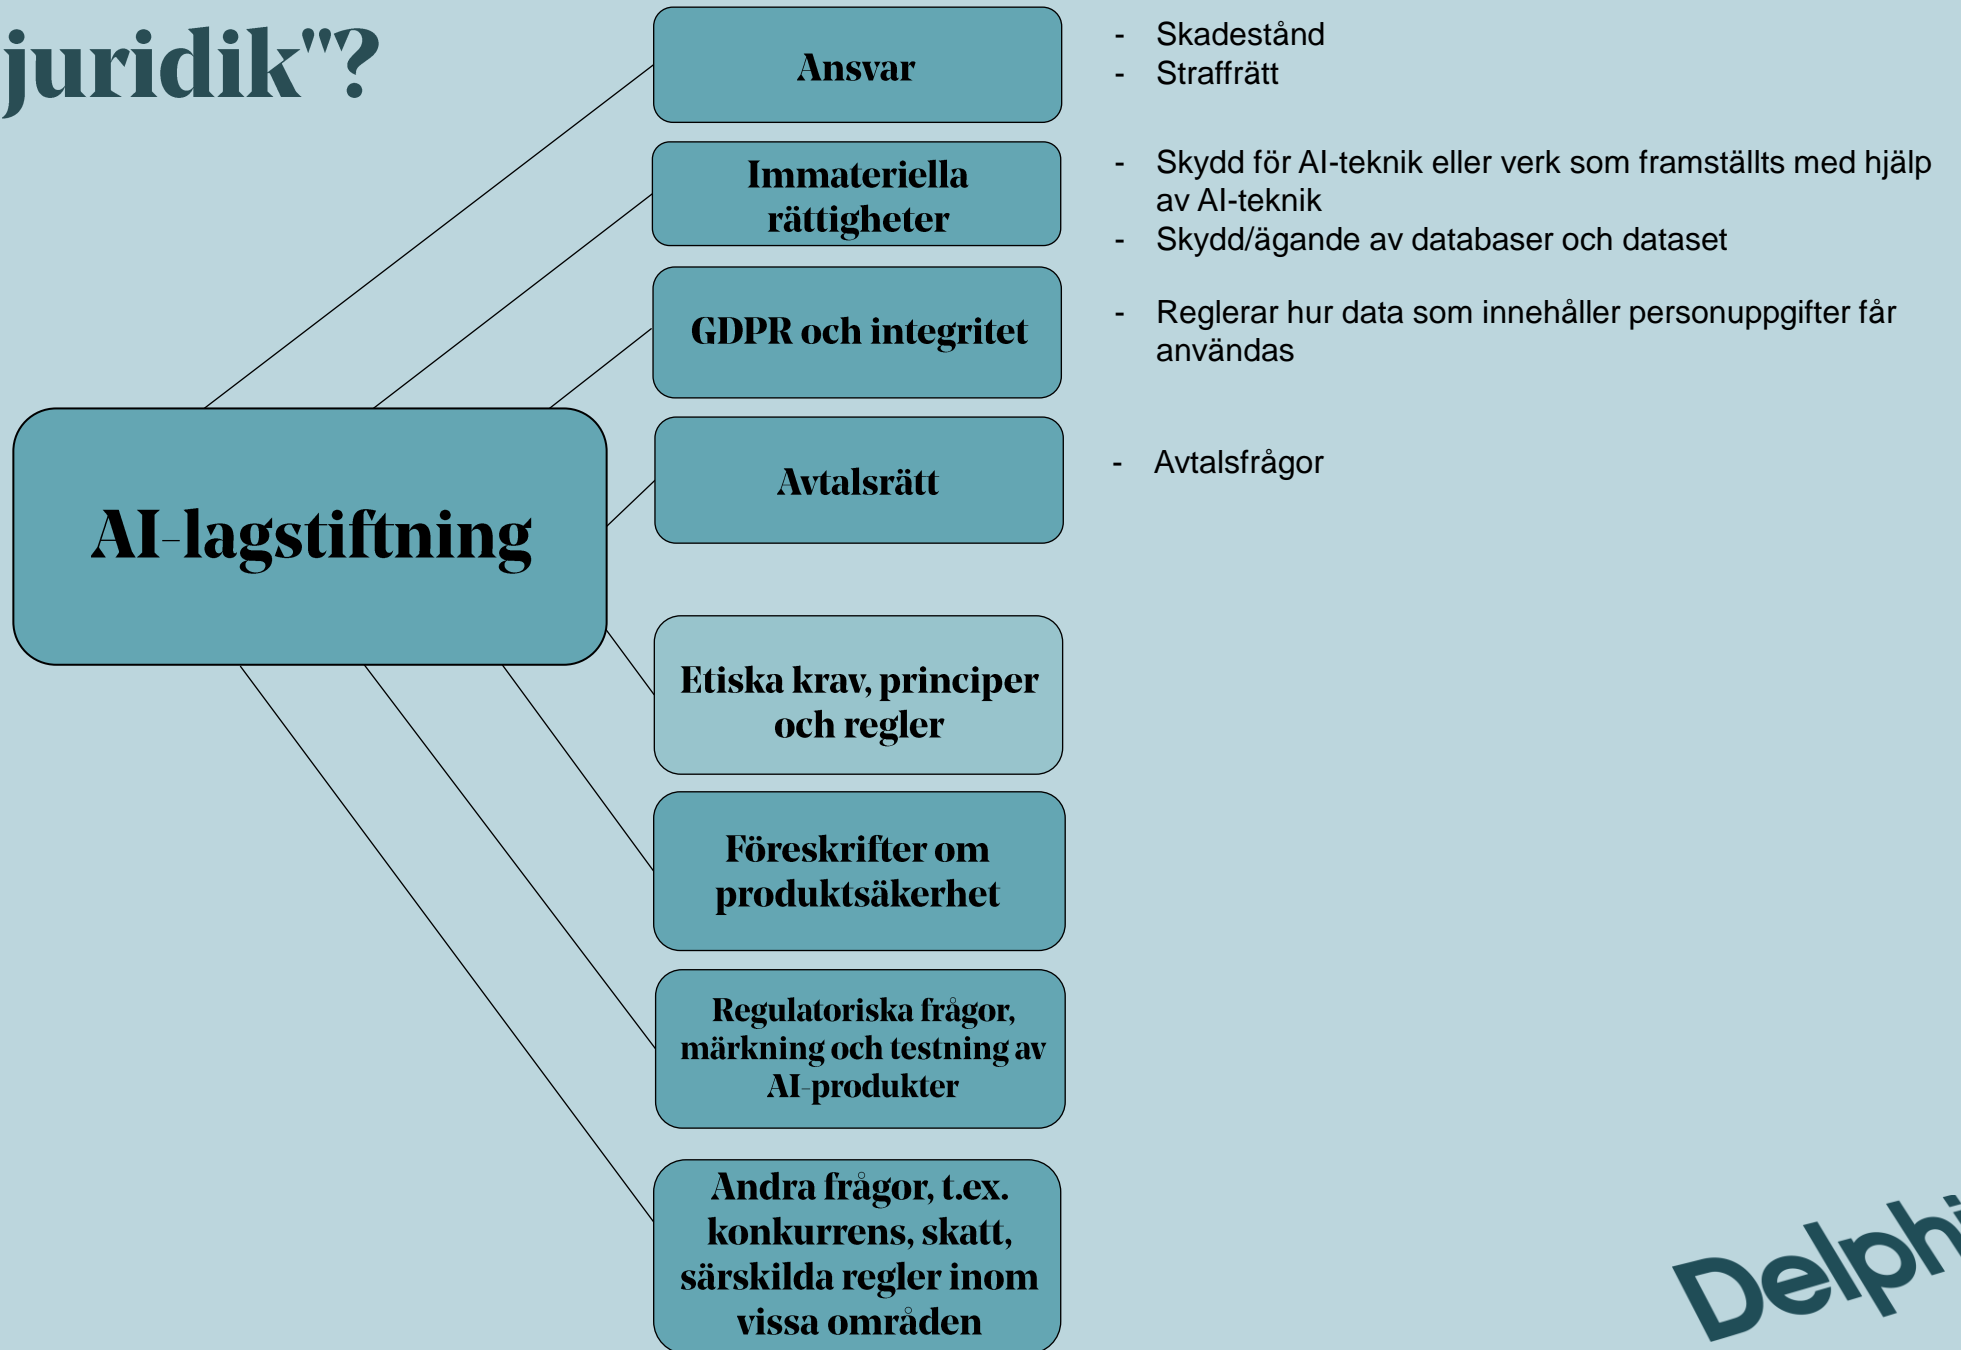 juridik"?
Ansvar
- Skadestånd
- Straffrätt
Immateriella
rättigheter
- Skydd för AI-teknik eller verk som framställts med hjälp
av AI-teknik
- Skydd/ägande av databaser och dataset
GDPR och integritet
- Reglerar hur data som innehåller personuppgifter får
användas
Avtalsrätt
- Avtalsfrågor
AI-lagstiftning
Etiska krav, principer
och regler
Föreskrifter om
produktsäkerhet
Regulatoriska frågor,
märkning och testning av
AI-produkter
Andra frågor, t.ex.
konkurrens, skatt,
särskilda regler inom
vissa områden
Delphi